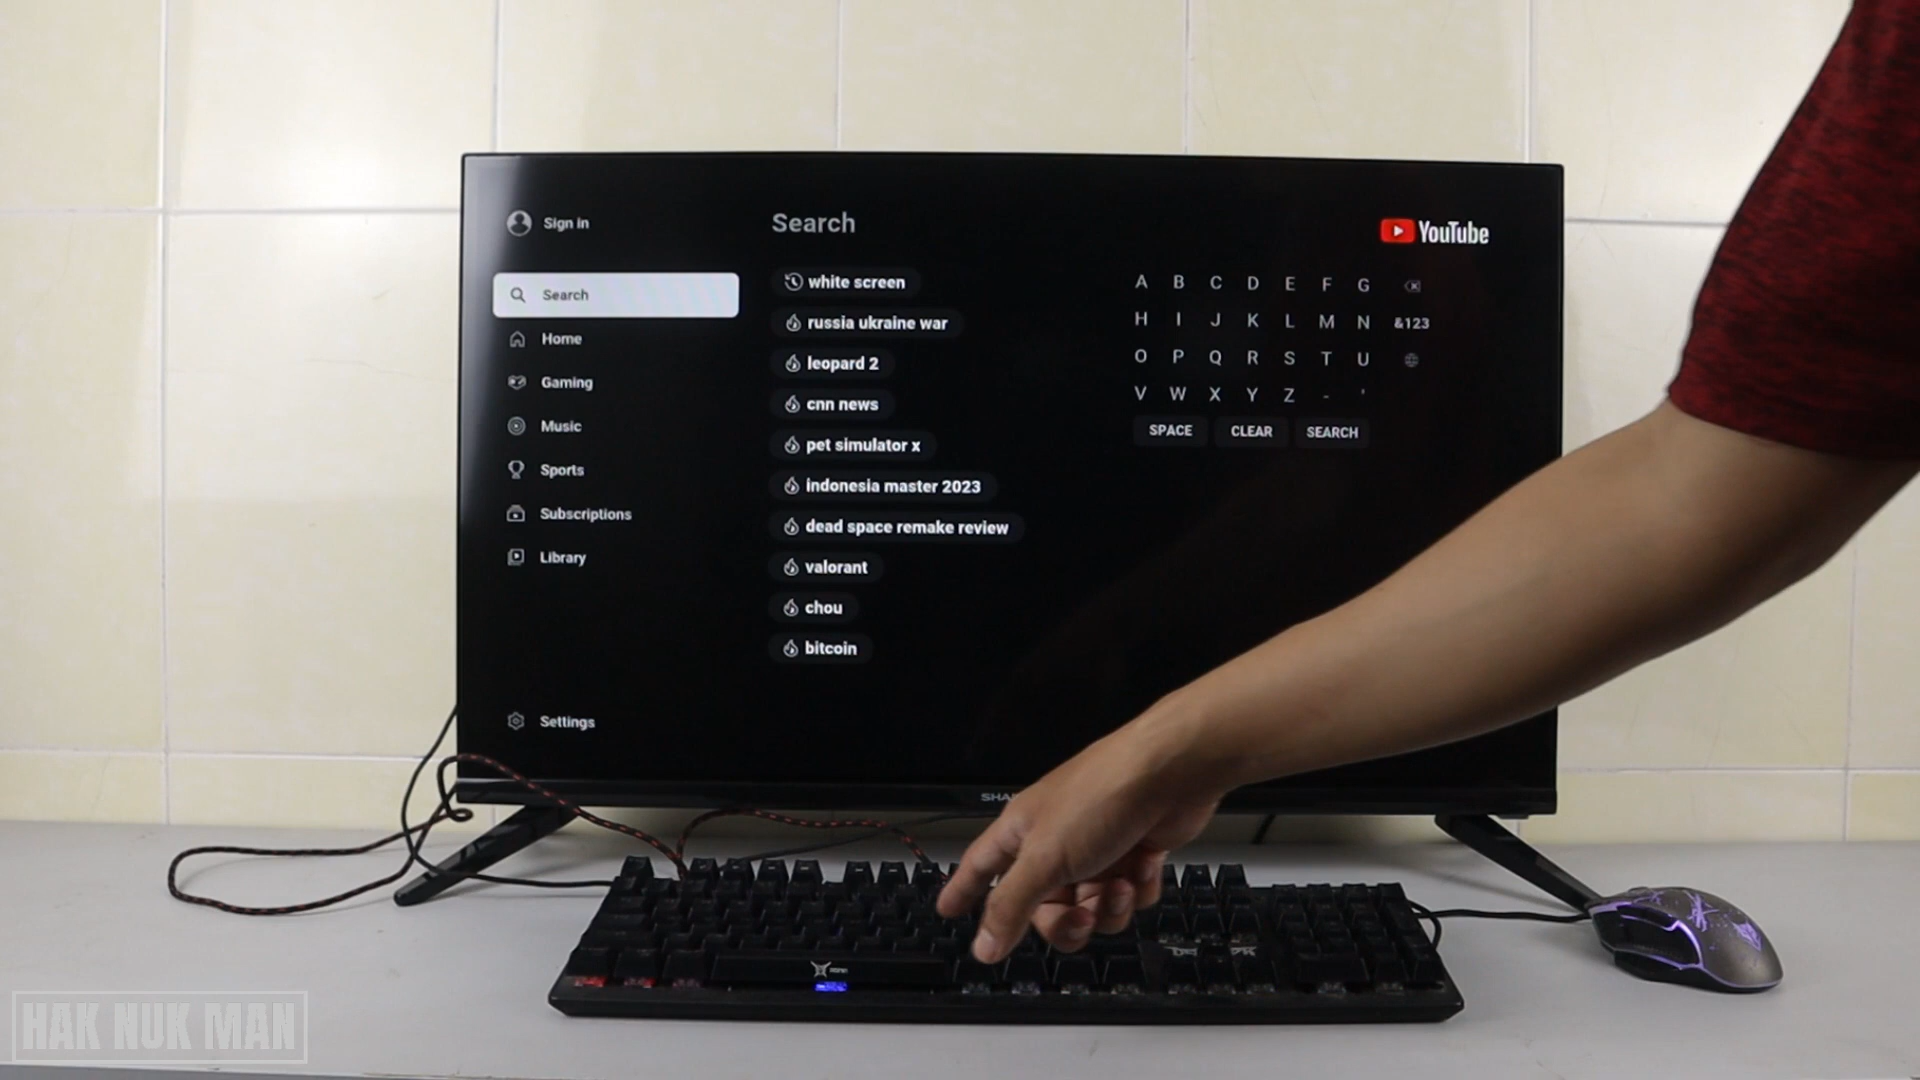 Sign in
Search
Home
Gaming
Music
Sports
Subscriptions
Library
Settings
Search
white screen
russia ukraine war
leopard 2
cnn news
pet simulator x
indonesia master 2023
dead space remake review
valorant
chou
bitcoin
YouTube
A B C D E F G
H I J K L M N &123
O P Q R S T U
V W X Y Z - '
SPACE CLEAR SEARCH
HAK NUK MAN